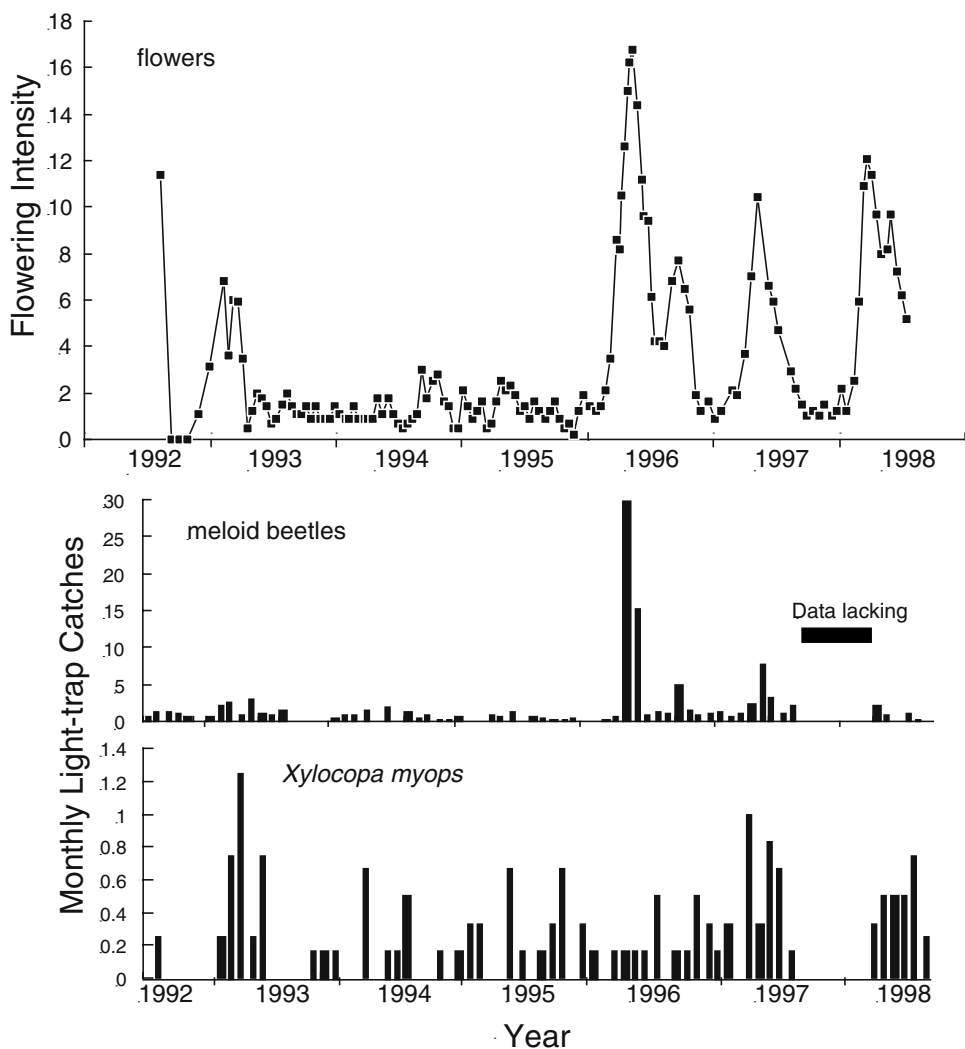 18
16
14
12
10
8
6
4
2
0
Flowering Intensity
flowers
1992 1993 1994 1995 1996 1997 1998
30
25
20
15
10
5
0
meloid beetles
Data lacking
Monthly Light-trap Catches
1.4
1.2
1
0.8
0.6
0.4
0.2
0
Xylocopa myops
1992 1993 1994 1995 1996 1997 1998
Year